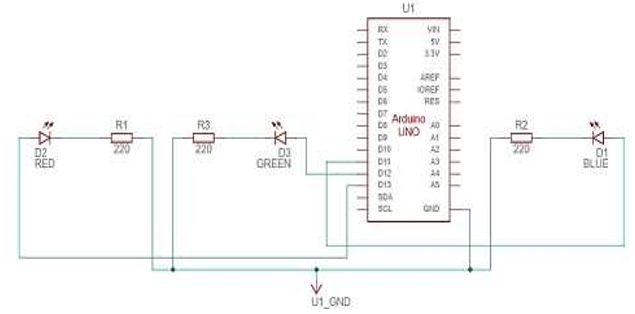 U1
RX
TX
D2
D3
D4
D5
D6
D7
D8
D9
D10
D11
D12
D13
SDA
SCL
Arduino
UNO
VIN
5V
3.3V
AREF
IOREF
RES
A0
A1
A2
A3
A4
A5
GND
D2
RED
R1
220
R3
220
D3
GREEN
R2
220
D1
BLUE
U1_GND